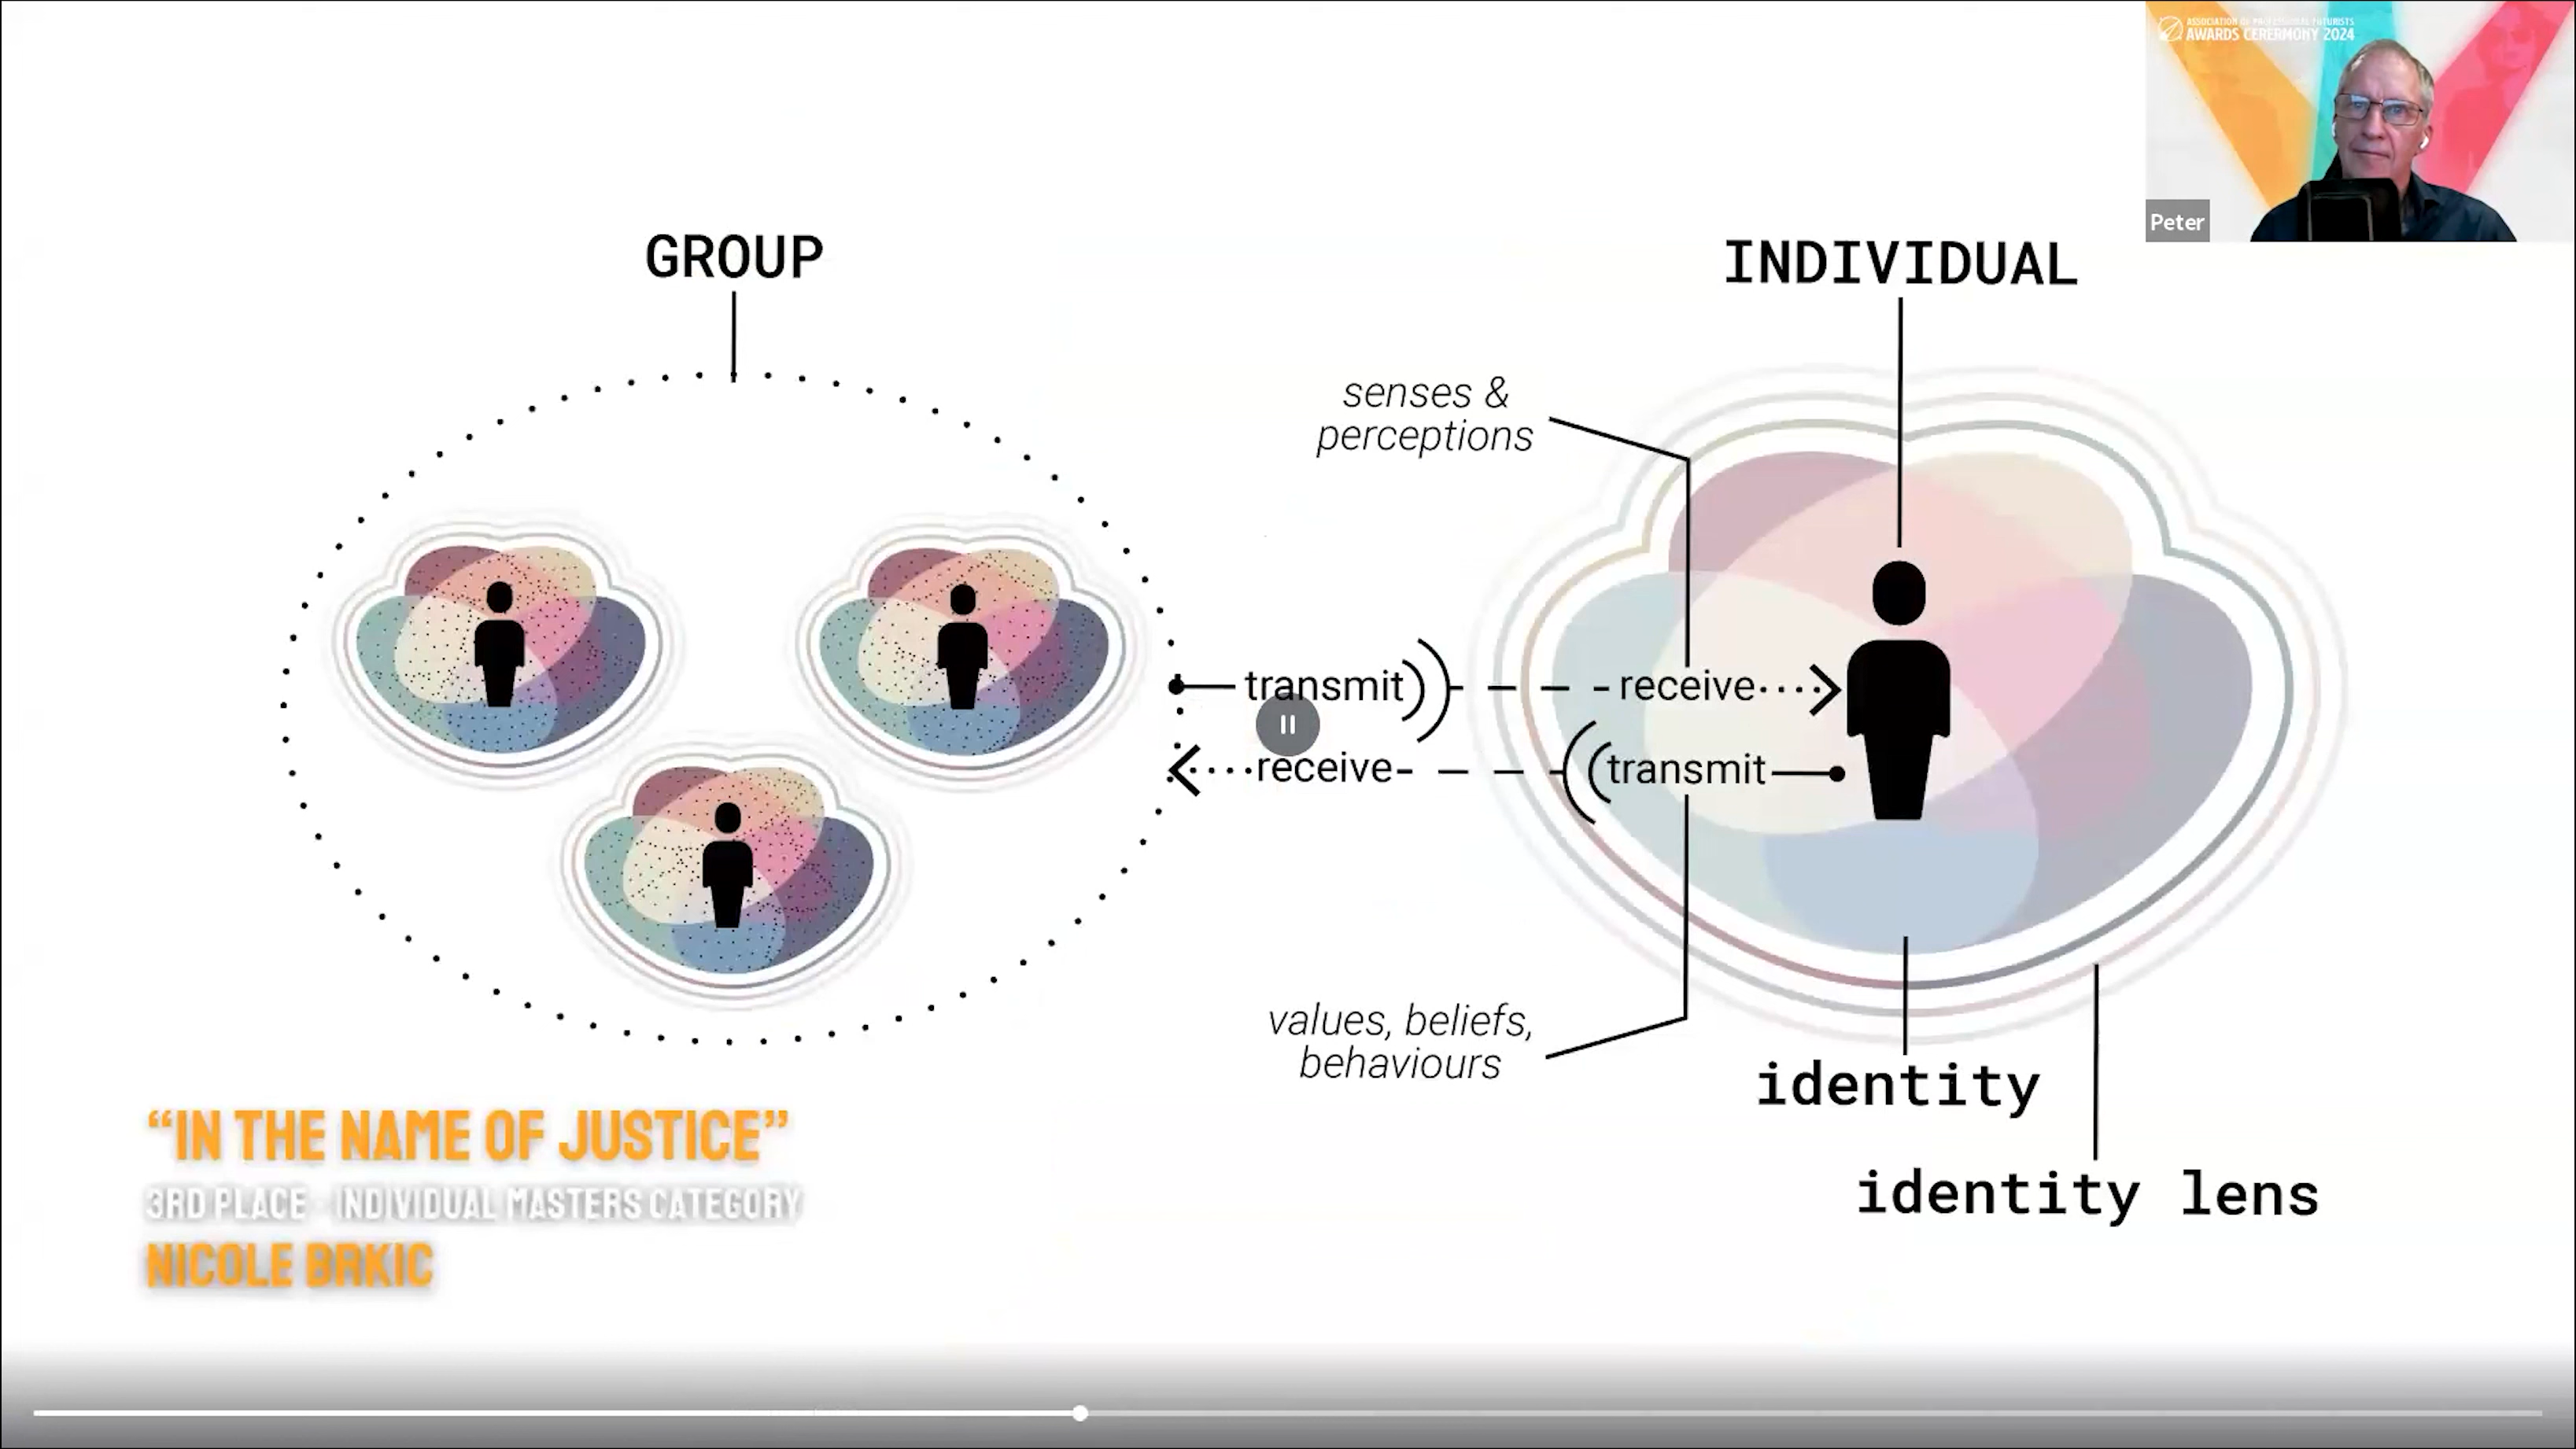 ASSOCIATION OF PROFESSIONAL FUTURISTS
AWARDS CEREMONY 2024
Peter
GROUP
INDIVIDUAL
senses &
perceptions
transmit
receive
receive
transmit
values, beliefs,
behaviours
identity
identity lens
“IN THE NAME OF JUSTICE”
3RD PLACE - INDIVIDUAL MASTERS CATEGORY
NICOLE BRKIC